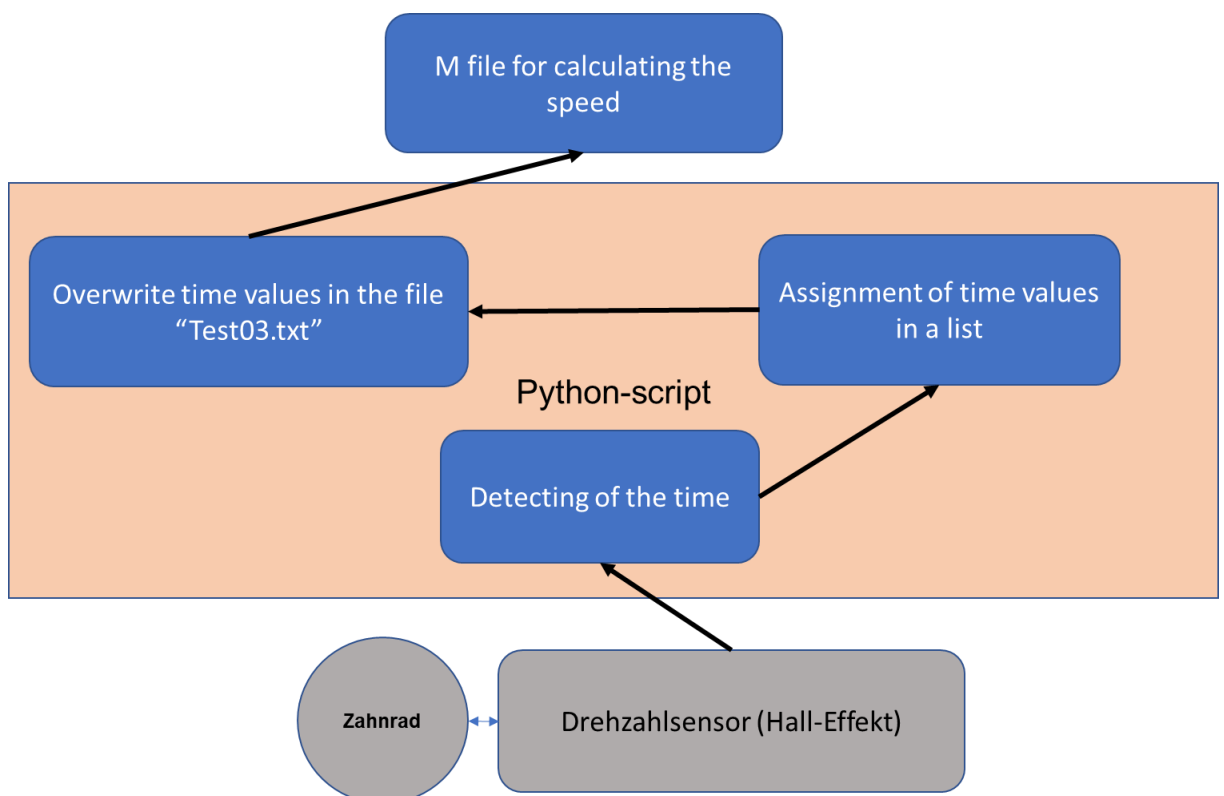 M file for calculating the
speed
Overwrite time values in the file
“Test03.txt”
Assignment of time values
in a list
Python-script
Detecting of the time
Zahnrad
Drehzahlsensor (Hall-Effekt)